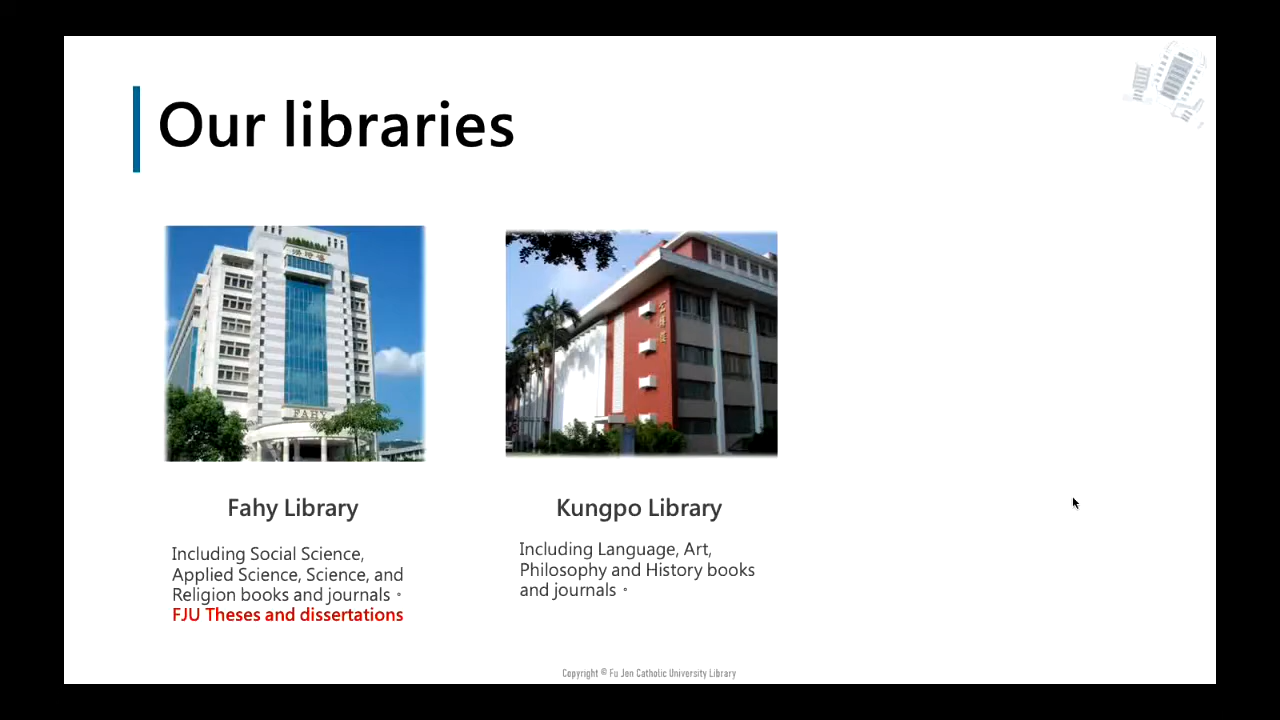 Our libraries
FAHY
Fahy Library
Including Social Science,
Applied Science, Science, and
Religion books and journals。
FJU Theses and dissertations
Kungpo Library
Including Language, Art,
Philosophy and History books
and journals。
Copyright © Fu Jen Catholic University Library